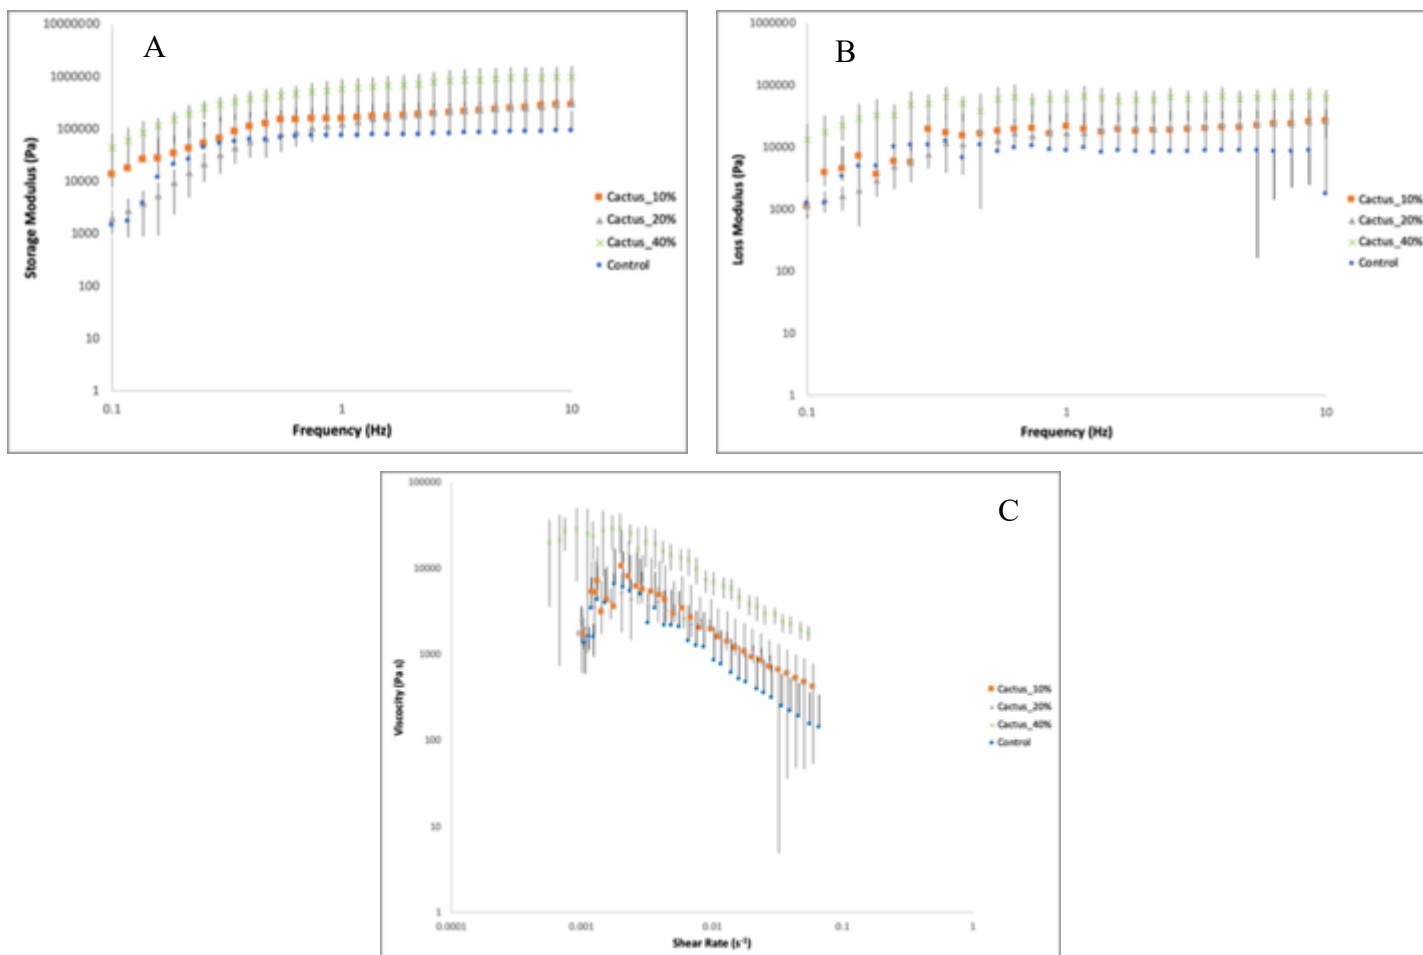 A
10000000
1000000
100000
10000
1000
100
10
1
0.1
1
10
Storage Modulus (Pa)
Frequency (Hz)
Cactus_10%
Cactus_20%
Cactus_40%
Control
B
1000000
100000
10000
1000
100
10
1
0.1
1
10
Loss Modulus (Pa)
Frequency (Hz)
Cactus_10%
Cactus_20%
Cactus_40%
Control
C
100000
10000
1000
100
10
1
0.0001
0.001
0.01
0.1
1
Viscocity (Pa s)
Shear Rate (s⁻¹)
Cactus_10%
Cactus_20%
Cactus_40%
Control